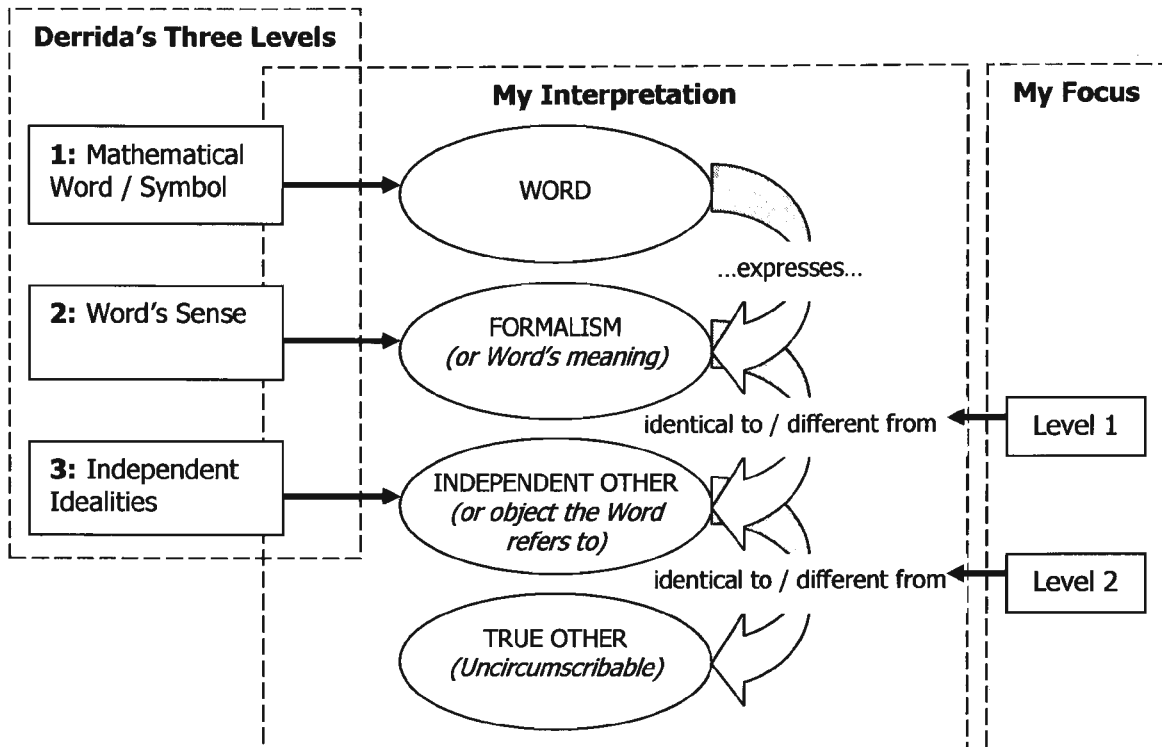 Derrida's Three Levels
My Interpretation
My Focus
1: Mathematical
Word / Symbol
WORD
...expresses...
2: Word's Sense
FORMALISM
(or Word's meaning)
identical to / different from
Level 1
3: Independent
Idealities
INDEPENDENT OTHER
(or object the Word
refers to)
identical to / different from
Level 2
TRUE OTHER
(Uncircumscribable)